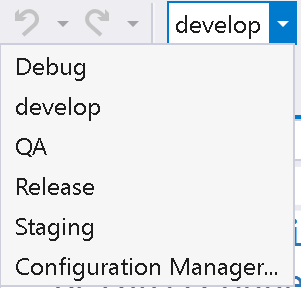 develop
Debug
develop
QA
Release
Staging
Configuration Manager...